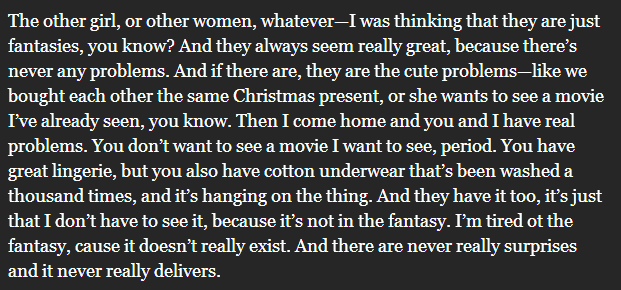 The other girl, or other women, whatever—I was thinking that they are just
fantasies, you know? And they always seem really great, because there’s
never any problems. And if there are, they are the cute problems—like we
bought each other the same Christmas present, or she wants to see a movie
I’ve already seen, you know. Then I come home and you and I have real
problems. You don’t want to see a movie I want to see, period. You have
great lingerie, but you also have cotton underwear that’s been washed a
thousand times, and it’s hanging on the thing. And they have it too, it’s just
that I don’t have to see it, because it’s not in the fantasy. I’m tired ot the
fantasy, cause it doesn’t really exist. And there are never really surprises
and it never really delivers.